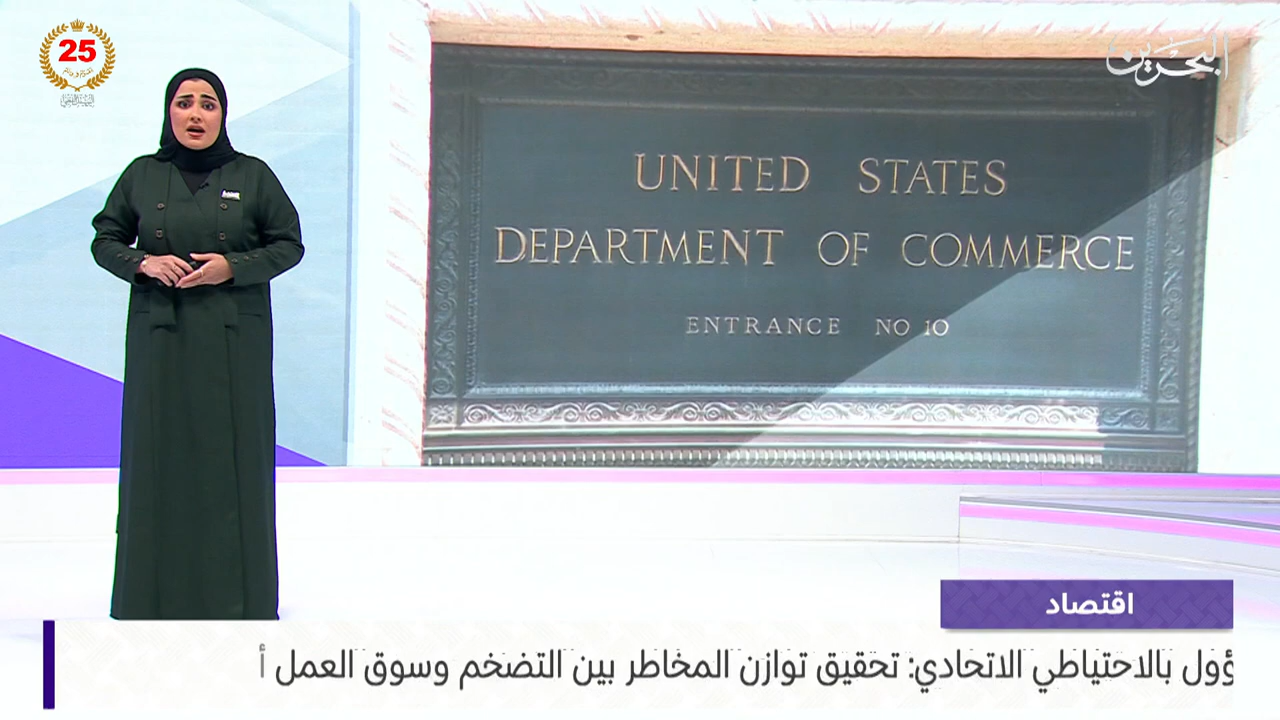 25
البحرين
UNITED STATES
DEPARTMENT OF COMMERCE
ENTRANCE NO 10
اقتصاد
ؤول بالاحتياطي الاتحادي: تحقيق توازن المخاطر بين التضخم وسوق العمل أ